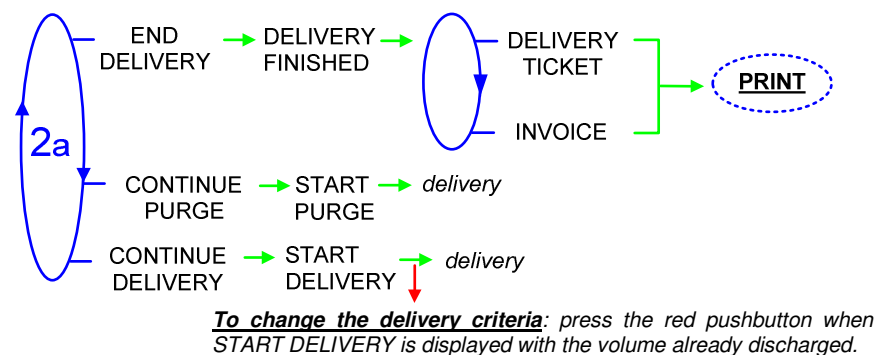 END DELIVERY
DELIVERY FINISHED
DELIVERY TICKET
PRINT
INVOICE
2a
CONTINUE PURGE
START PURGE
delivery
CONTINUE DELIVERY
START DELIVERY
delivery
To change the delivery criteria: press the red pushbutton when
START DELIVERY is displayed with the volume already discharged.